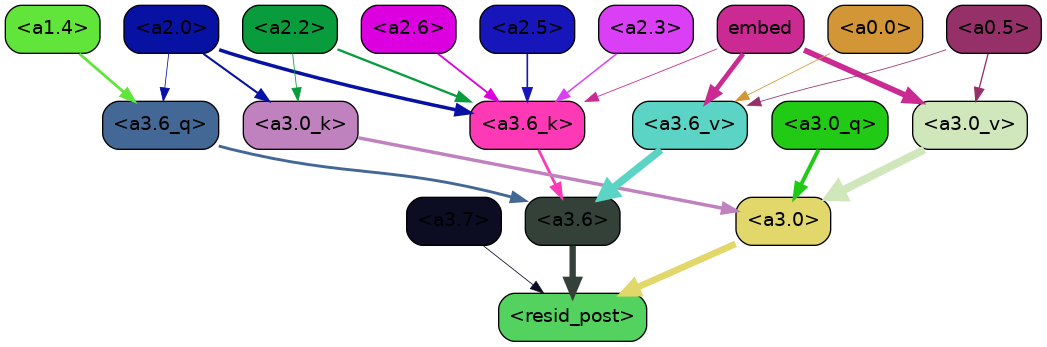 <a1.4> <a2.0> <a2.2> <a2.6> <a2.5> <a2.3> embed <a0.0> <a0.5>
<a3.6_q> <a3.0_k> <a3.6_k> <a3.6_v> <a3.0_q> <a3.0_v>
<a3.7> <a3.6> <a3.0>
<resid_post>